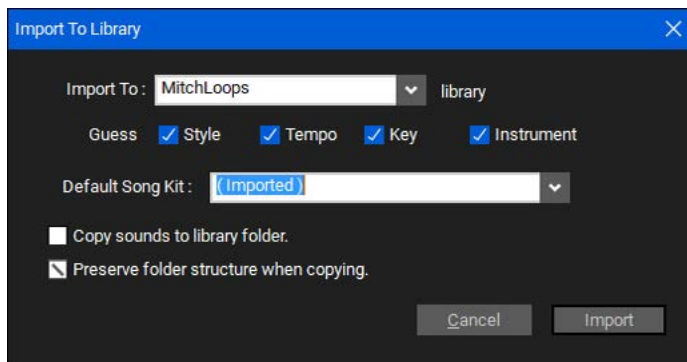 Import To Library
Import To : MitchLoops library
Guess Style Tempo Key Instrument
Default Song Kit : (Imported)
Copy sounds to library folder.
Preserve folder structure when copying.
Cancel Import